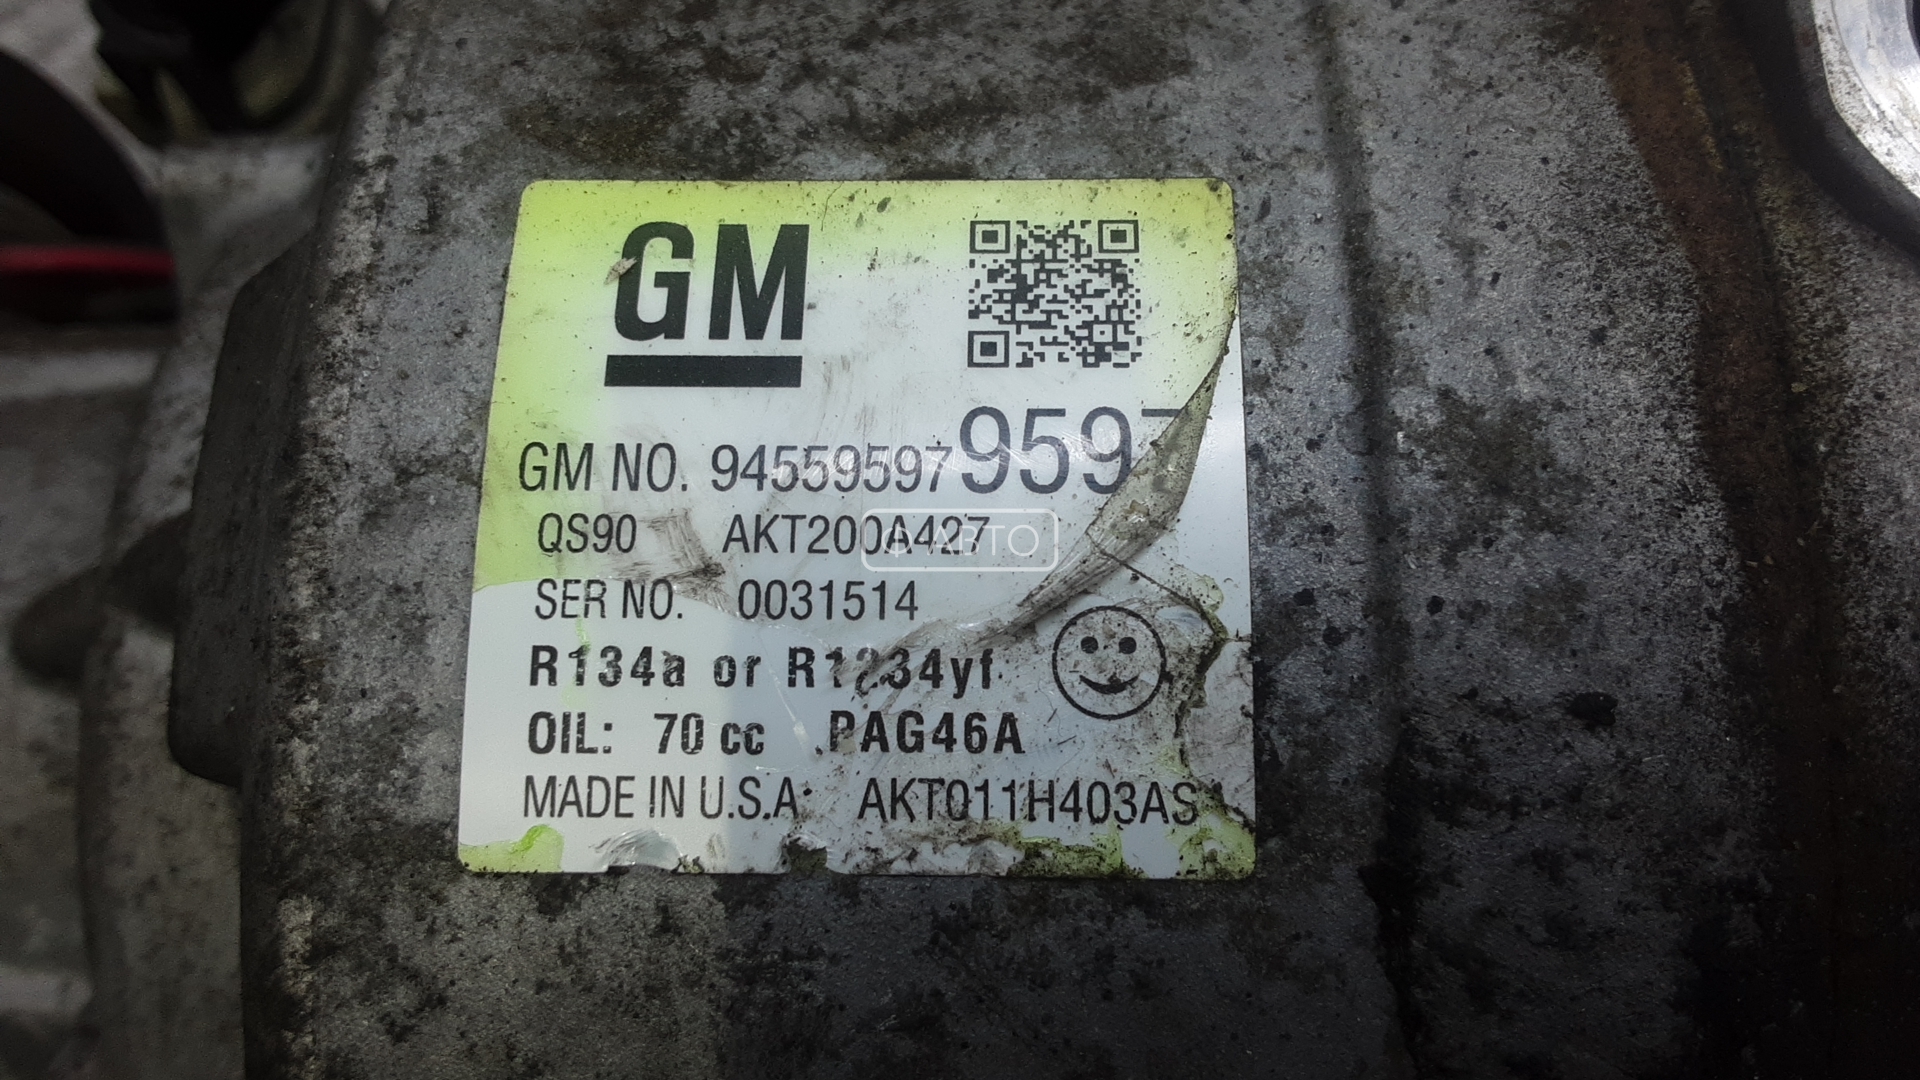 GM
GM NO. 94559597 9597
QS90 AKT200A427
Ф АВТО
SER NO. 0031514
R134a or R1234yf
OIL: 70 cc PAG46A
MADE IN U.S.A. AKT011H403AS